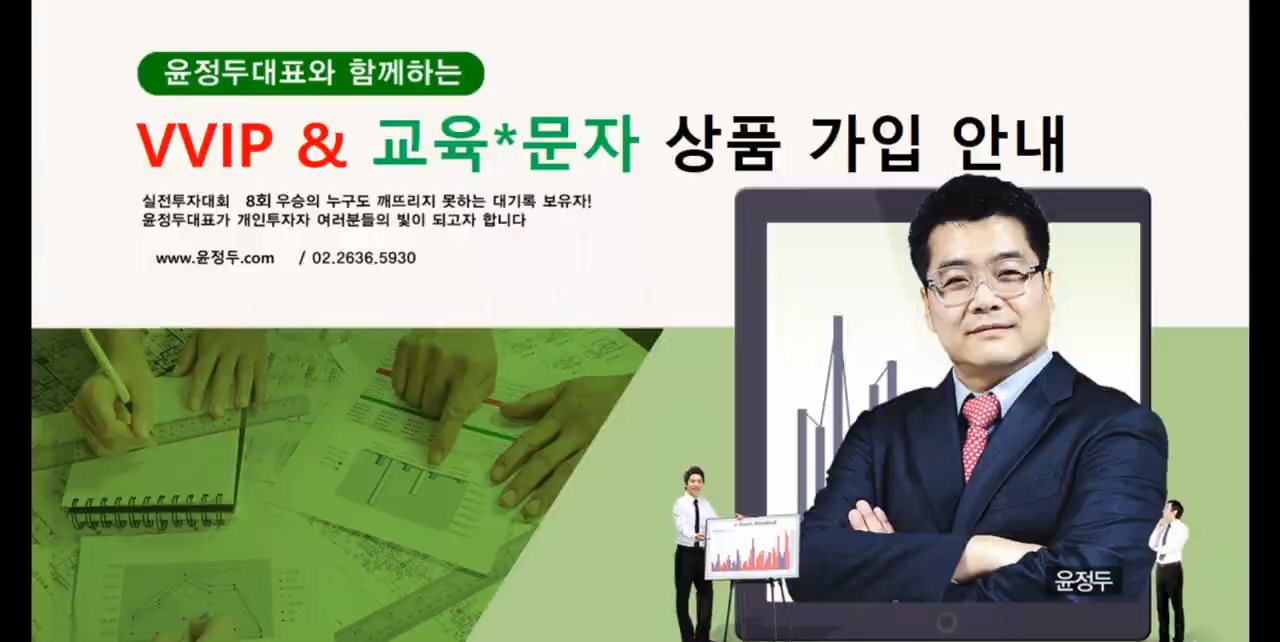 윤정두대표와 함께하는
VVIP & 교육*문자 상품 가입 안내
실전투자대회 8회 우승의 누구도 깨뜨리지 못하는 대기록 보유자!
윤정두대표가 개인투자자 여러분들의 빛이 되고자 합니다
www.윤정두.com / 02.2636.5930
윤정두